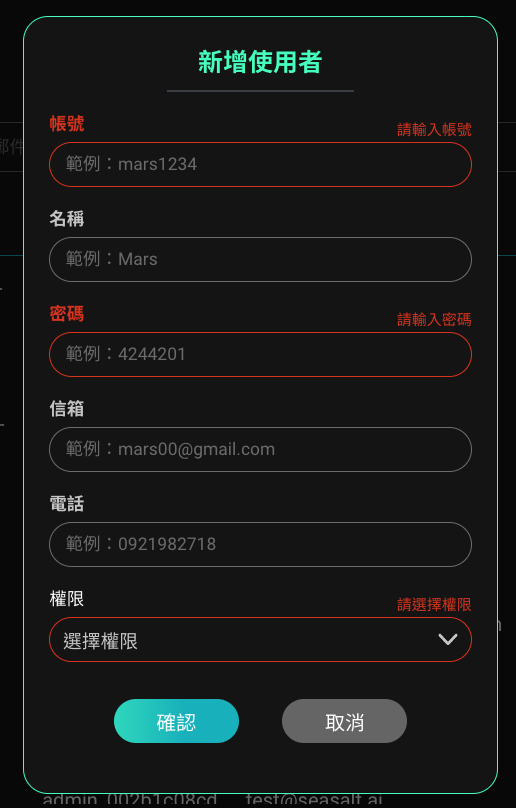 新增使用者
帳號
請輸入帳號
範例：mars1234
名稱
範例：Mars
密碼
請輸入密碼
範例：4244201
信箱
範例：mars00@gmail.com
電話
範例：0921982718
權限
請選擇權限
選擇權限
確認
取消
郵件
admin_002b1c08cd test@seasalt.ai